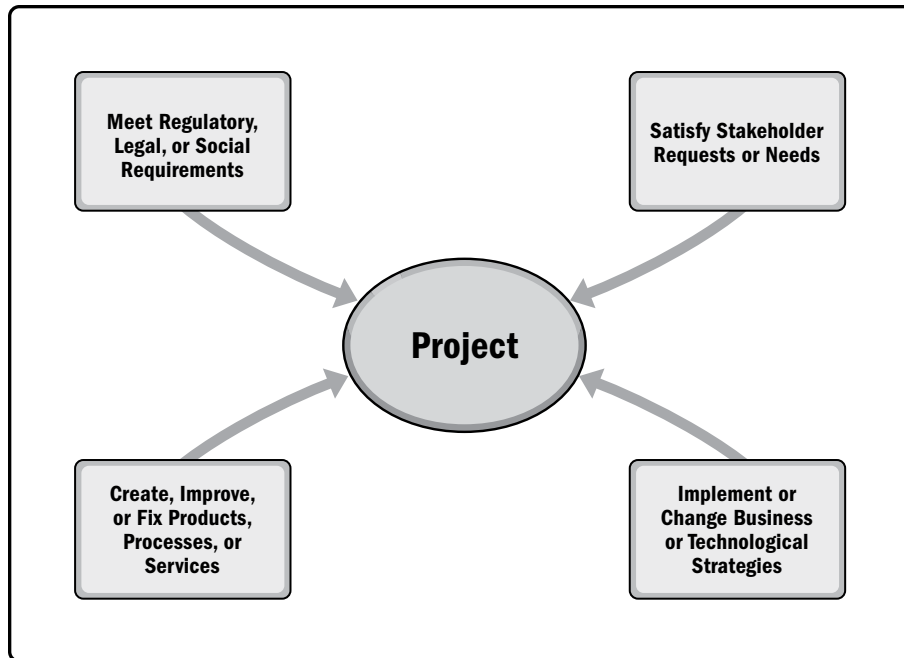 Meet Regulatory,
Legal, or Social
Requirements
Satisfy Stakeholder
Requests or Needs
Project
Create, Improve,
or Fix Products,
Processes, or
Services
Implement or
Change Business
or Technological
Strategies